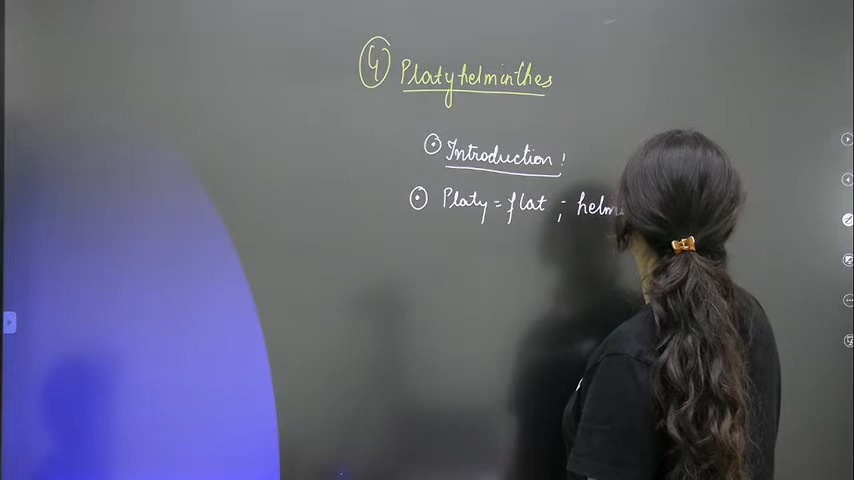 4 Platyhelminthes
Introduction!
Platy = flat ; helm